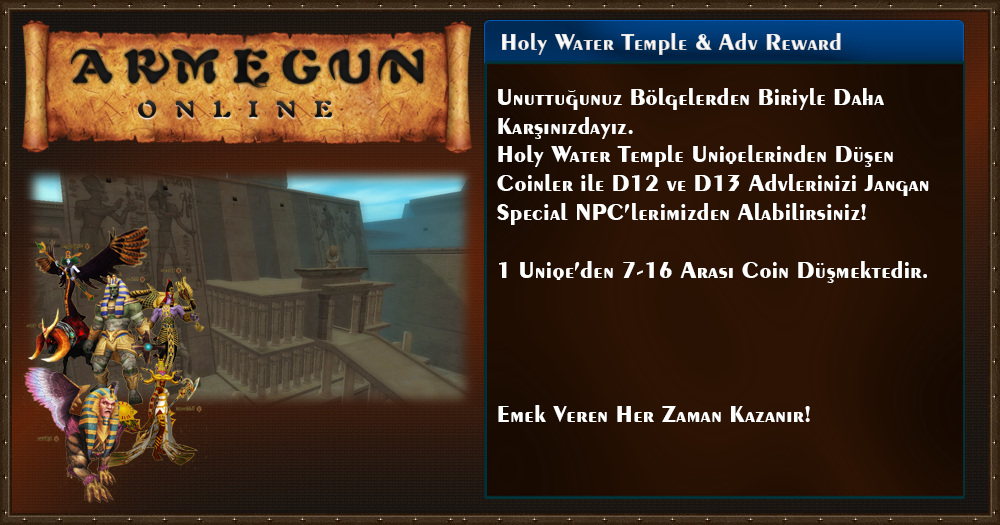 ARMEGUN
ONLINE
Holy Water Temple & Adv Reward
Unuttuğunuz Bölgelerden Biriyle Daha
Karşınızdayız.
Holy Water Temple Uniqelerinden Düşen
Coinler ile D12 ve D13 Advlerinizi Jangan
Special NPC'lerimizden Alabilirsiniz!
1 Uniqe'den 7-16 Arası Coin Düşmektedir.
Emek Veren Her Zaman Kazanır!